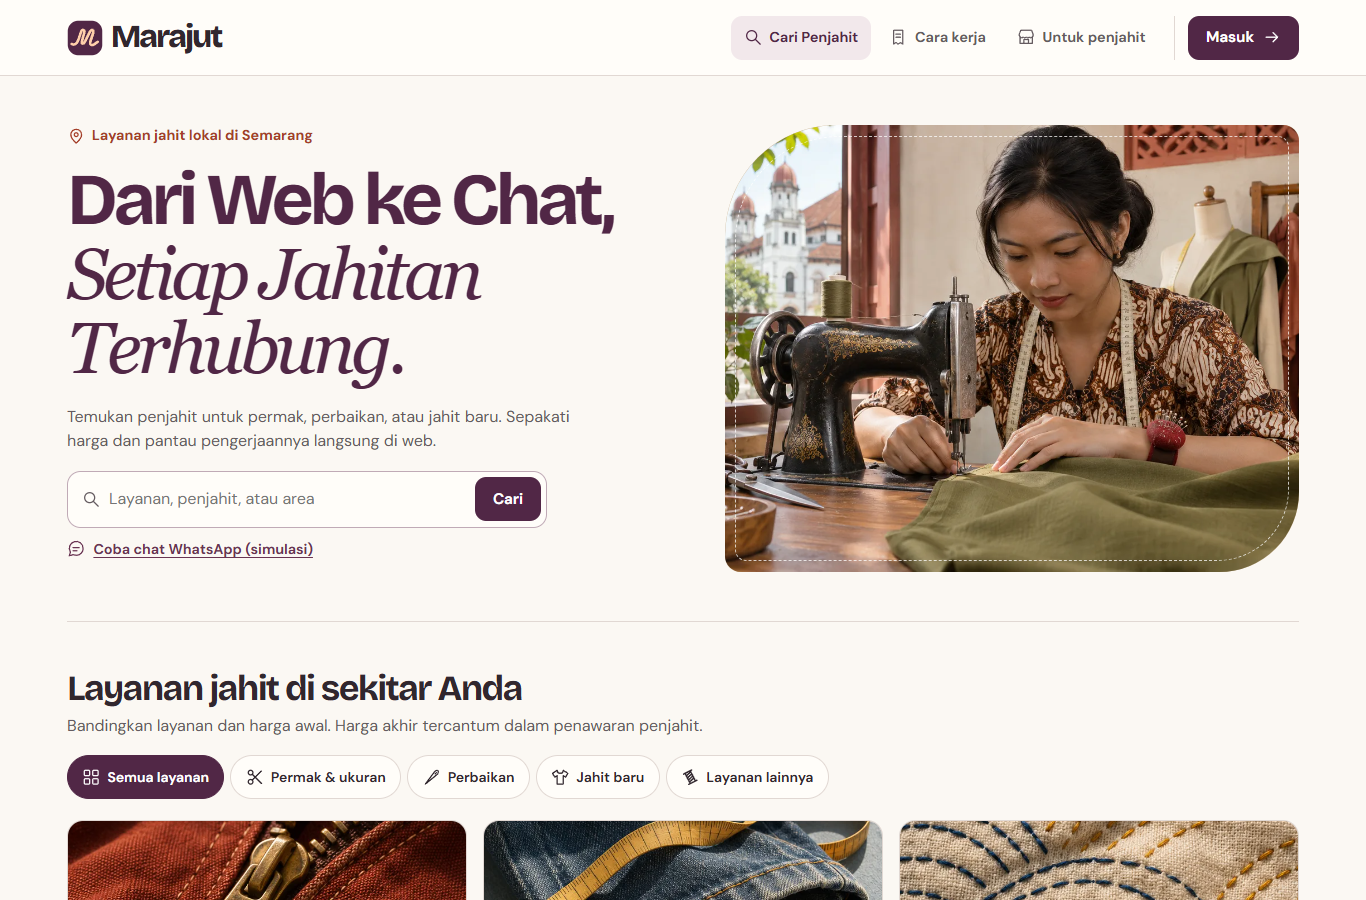 Marajut
Cari Penjahit
Cara kerja
Untuk penjahit
Masuk
Layanan jahit lokal di Semarang
Dari Web ke Chat,
Setiap Jahitan
Terhubung.
Temukan penjahit untuk permak, perbaikan, atau jahit baru. Sepakati
harga dan pantau pengerjaannya langsung di web.
Layanan, penjahit, atau area
Cari
Coba chat WhatsApp (simulasi)
Layanan jahit di sekitar Anda
Bandingkan layanan dan harga awal. Harga akhir tercantum dalam penawaran penjahit.
Semua layanan
Permak & ukuran
Perbaikan
Jahit baru
Layanan lainnya